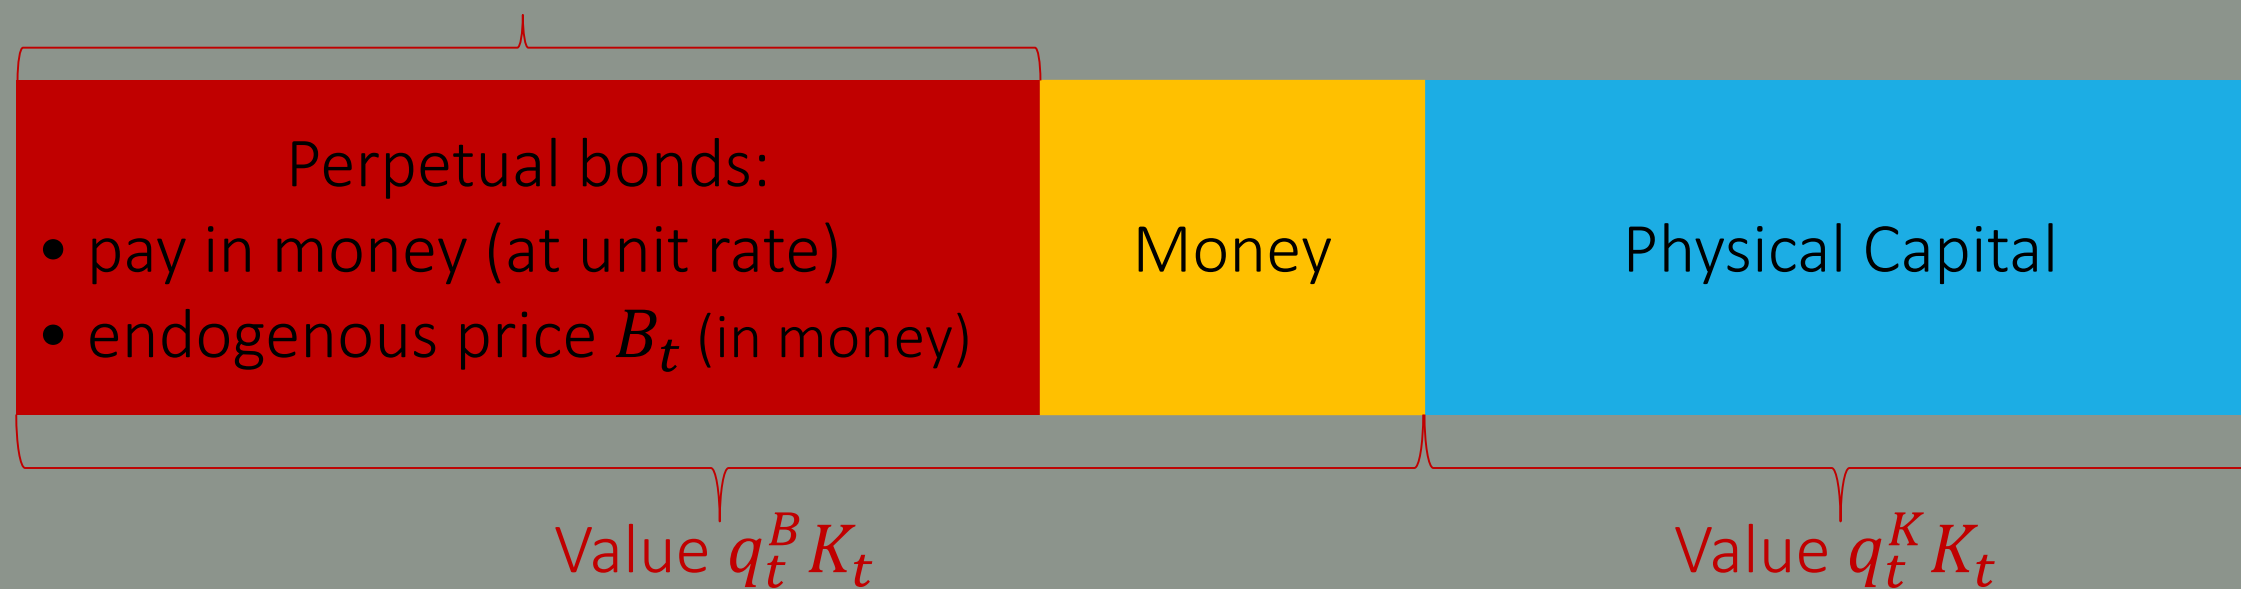 Perpetual bonds:
• pay in money (at unit rate)
• endogenous price $B_t$ (in money)
Money
Physical Capital
Value $q_t^B K_t$
Value $q_t^K K_t$